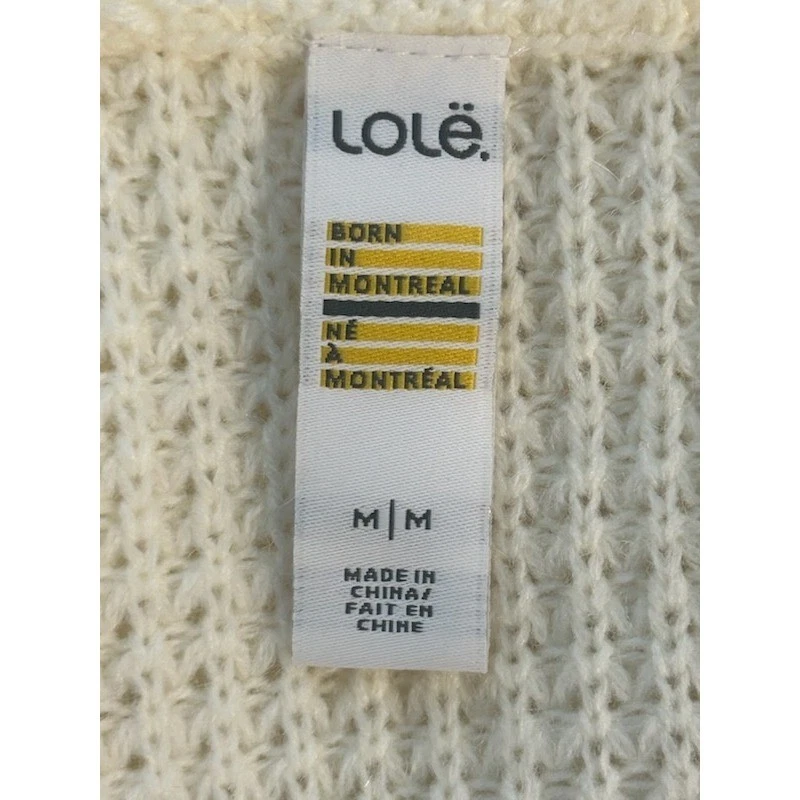 Lolë.
BORN
IN
MONTREAL
NÉ
À
MONTRÉAL
M|M
MADE IN
CHINA/
FAIT EN
CHINE